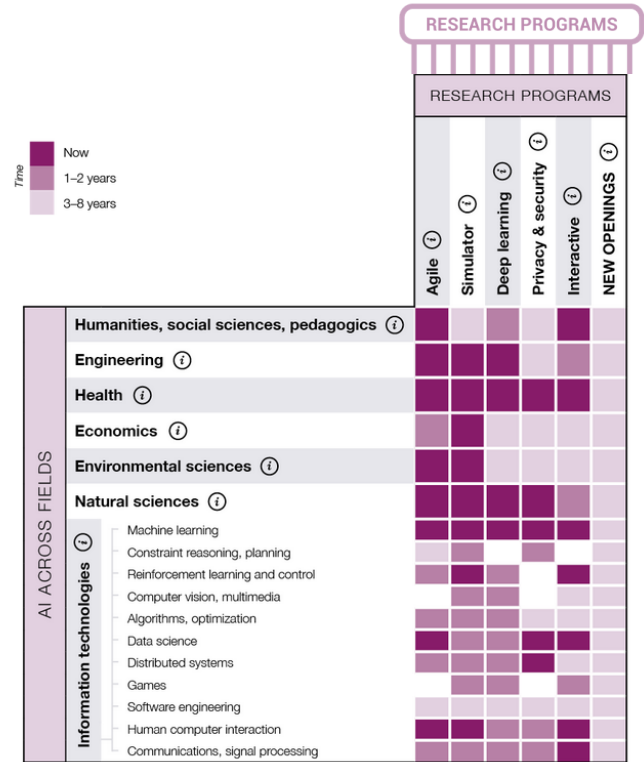 RESEARCH PROGRAMS
RESEARCH PROGRAMS
Time
Now
1–2 years
3–8 years
Agile i
Simulator i
Deep learning i
Privacy & security i
Interactive i
NEW OPENINGS i
AI ACROSS FIELDS
Humanities, social sciences, pedagogics i
Engineering i
Health i
Economics i
Environmental sciences i
Natural sciences i
Information technologies i
Machine learning
Constraint reasoning, planning
Reinforcement learning and control
Computer vision, multimedia
Algorithms, optimization
Data science
Distributed systems
Games
Software engineering
Human computer interaction
Communications, signal processing